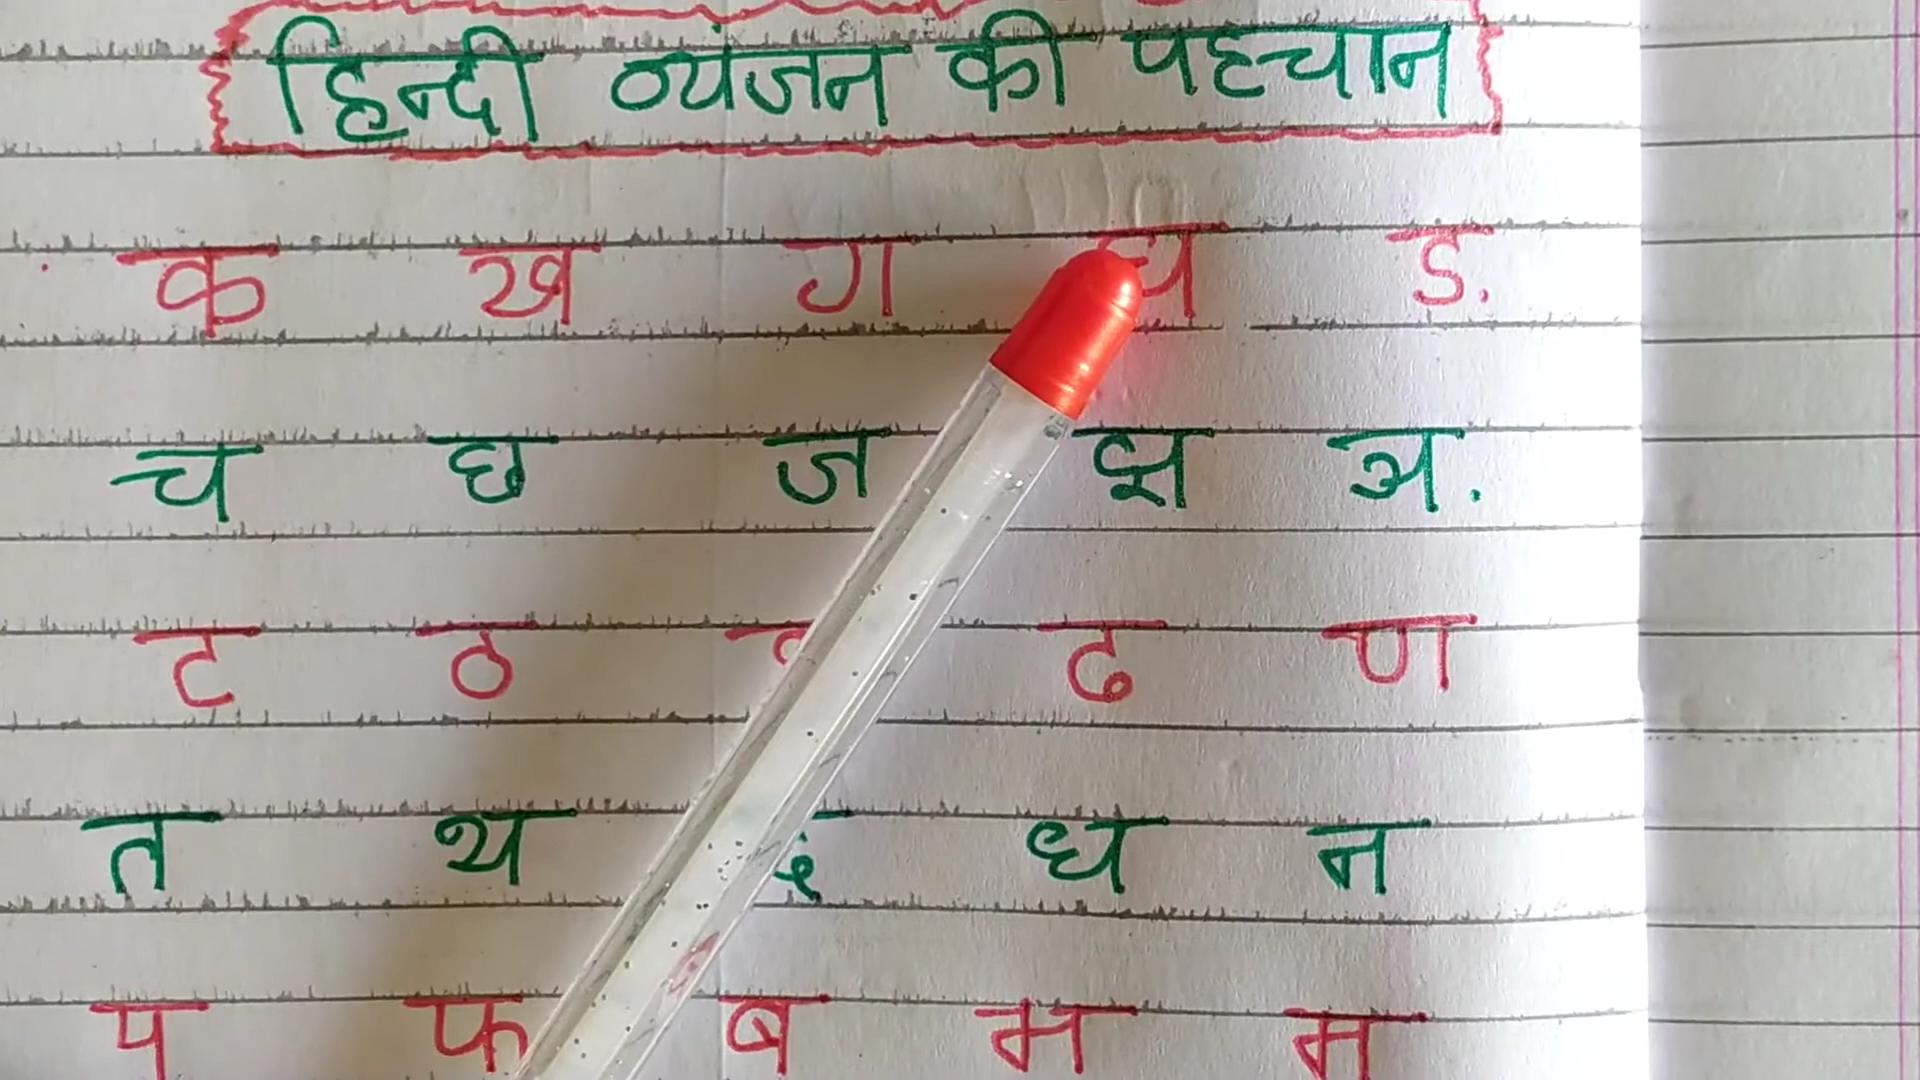 हिन्दी व्यंजन की पहचान
क ख ग घ ङ
च छ ज झ ञ.
ट ठ ढ ण
त थ द ध न
प फ ब भ म